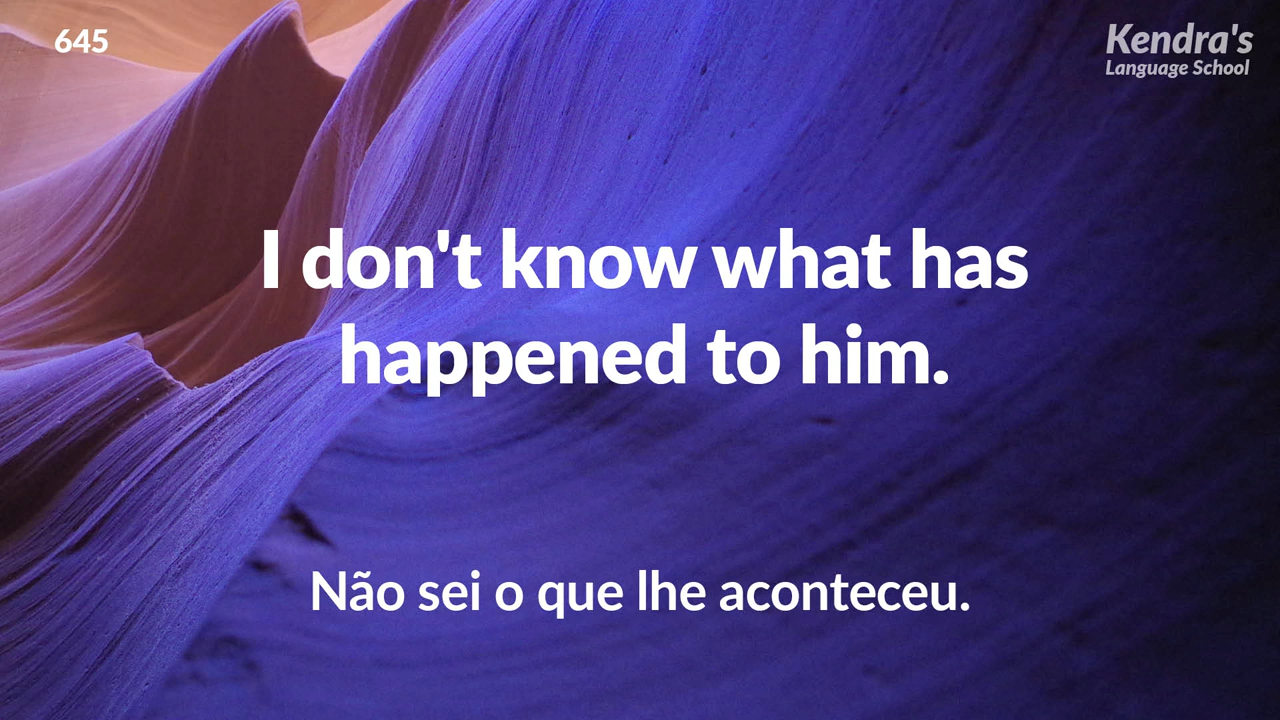 645
Kendra's
Language School
I don't know what has
happened to him.
Não sei o que lhe aconteceu.